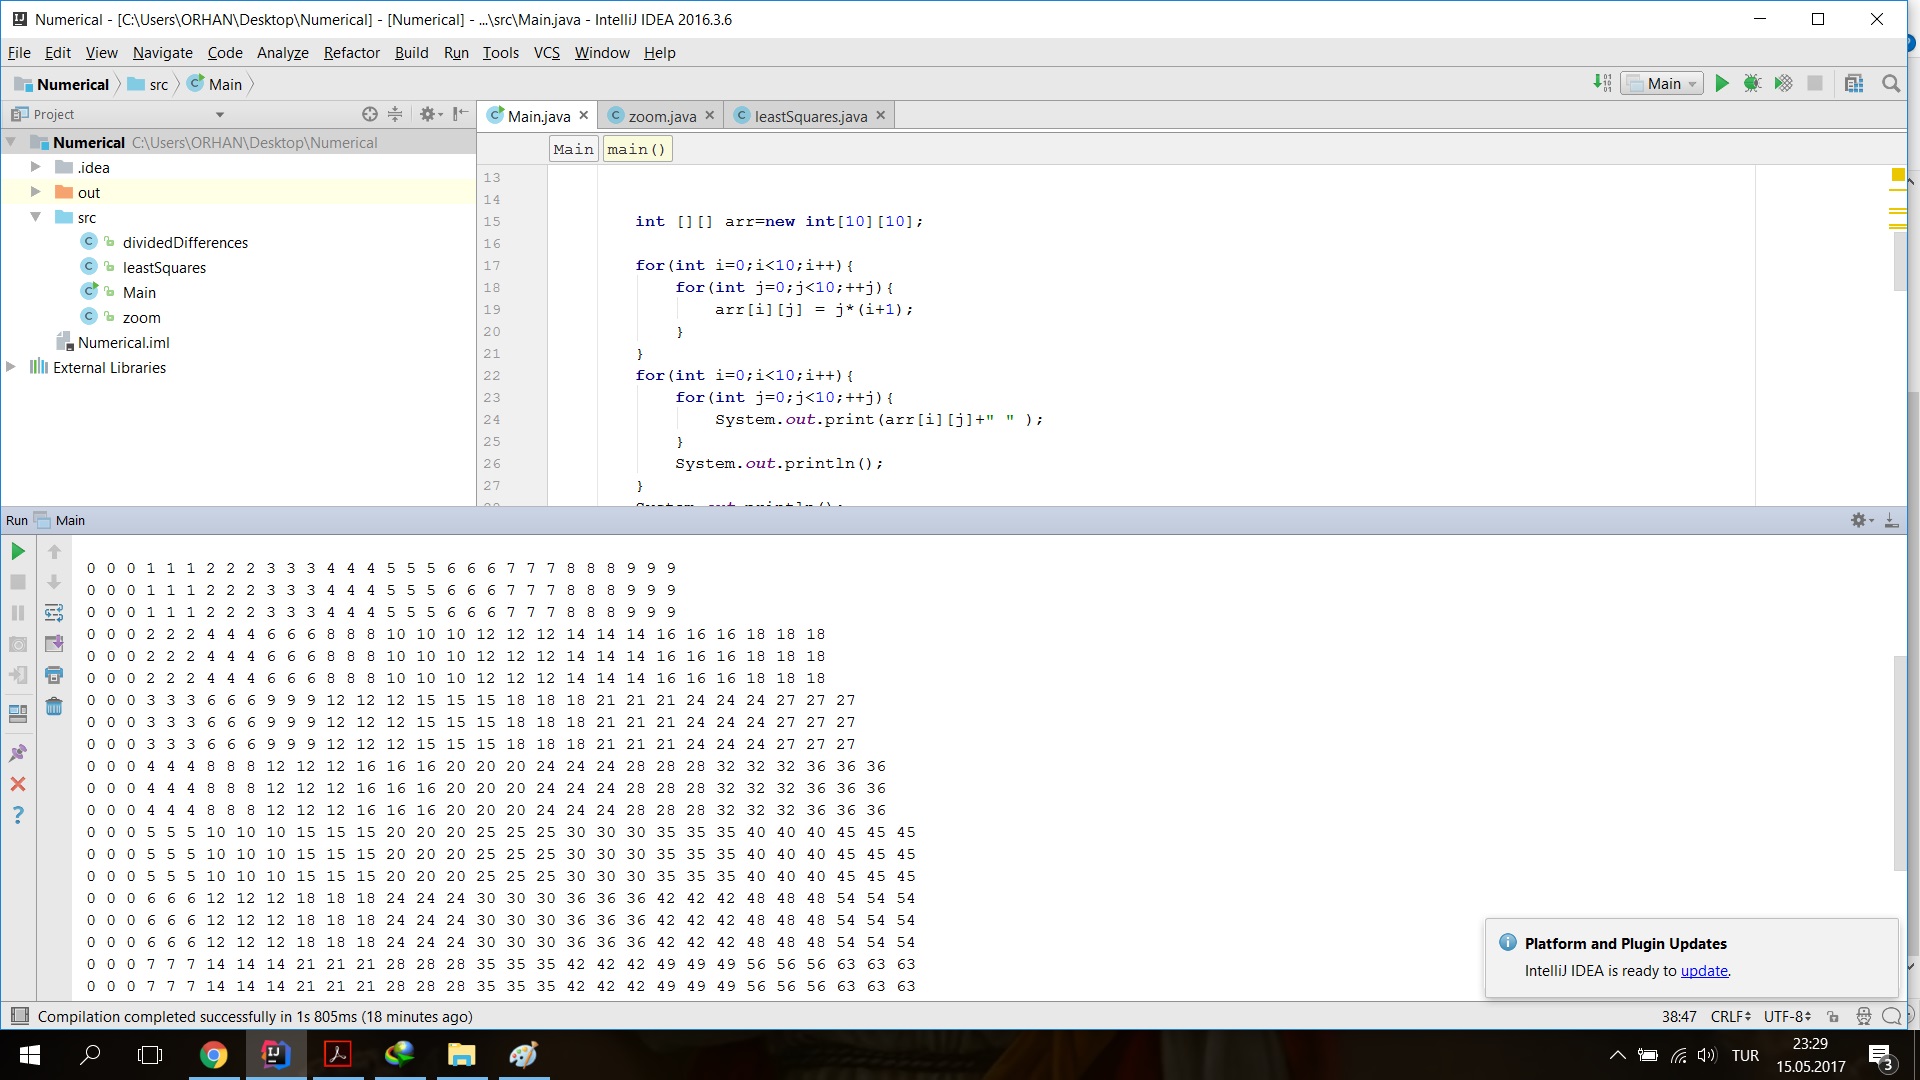 Numerical - [C:\Users\ORHAN\Desktop\Numerical] - [Numerical] - ...\src\Main.java - IntelliJ IDEA 2016.3.6
File Edit View Navigate Code Analyze Refactor Build Run Tools VCS Window Help
Numerical src Main
Main
Project
Main.java zoom.java leastSquares.java
Numerical C:\Users\ORHAN\Desktop\Numerical
.idea
out
src
dividedDifferences
leastSquares
Main
zoom
Numerical.iml
External Libraries
Main main()
13
14
15 int [][] arr=new int[10][10];
16
17 for(int i=0;i<10;i++){
18 for(int j=0;j<10;++j){
19 arr[i][j] = j*(i+1);
20 }
21 }
22 for(int i=0;i<10;i++){
23 for(int j=0;j<10;++j){
24 System.out.print(arr[i][j]+" " );
25 }
26 System.out.println();
27 }
Run Main
0 0 0 1 1 1 2 2 2 3 3 3 4 4 4 5 5 5 6 6 6 7 7 7 8 8 8 9 9 9
0 0 0 1 1 1 2 2 2 3 3 3 4 4 4 5 5 5 6 6 6 7 7 7 8 8 8 9 9 9
0 0 0 1 1 1 2 2 2 3 3 3 4 4 4 5 5 5 6 6 6 7 7 7 8 8 8 9 9 9
0 0 0 2 2 2 4 4 4 6 6 6 8 8 8 10 10 10 12 12 12 14 14 14 16 16 16 18 18 18
0 0 0 2 2 2 4 4 4 6 6 6 8 8 8 10 10 10 12 12 12 14 14 14 16 16 16 18 18 18
0 0 0 2 2 2 4 4 4 6 6 6 8 8 8 10 10 10 12 12 12 14 14 14 16 16 16 18 18 18
0 0 0 3 3 3 6 6 6 9 9 9 12 12 12 15 15 15 18 18 18 21 21 21 24 24 24 27 27 27
0 0 0 3 3 3 6 6 6 9 9 9 12 12 12 15 15 15 18 18 18 21 21 21 24 24 24 27 27 27
0 0 0 3 3 3 6 6 6 9 9 9 12 12 12 15 15 15 18 18 18 21 21 21 24 24 24 27 27 27
0 0 0 4 4 4 8 8 8 12 12 12 16 16 16 20 20 20 24 24 24 28 28 28 32 32 32 36 36 36
0 0 0 4 4 4 8 8 8 12 12 12 16 16 16 20 20 20 24 24 24 28 28 28 32 32 32 36 36 36
0 0 0 4 4 4 8 8 8 12 12 12 16 16 16 20 20 20 24 24 24 28 28 28 32 32 32 36 36 36
0 0 0 5 5 5 10 10 10 15 15 15 20 20 20 25 25 25 30 30 30 35 35 35 40 40 40 45 45 45
0 0 0 5 5 5 10 10 10 15 15 15 20 20 20 25 25 25 30 30 30 35 35 35 40 40 40 45 45 45
0 0 0 5 5 5 10 10 10 15 15 15 20 20 20 25 25 25 30 30 30 35 35 35 40 40 40 45 45 45
0 0 0 6 6 6 12 12 12 18 18 18 24 24 24 30 30 30 36 36 36 42 42 42 48 48 48 54 54 54
0 0 0 6 6 6 12 12 12 18 18 18 24 24 24 30 30 30 36 36 36 42 42 42 48 48 48 54 54 54
0 0 0 6 6 6 12 12 12 18 18 18 24 24 24 30 30 30 36 36 36 42 42 42 48 48 48 54 54 54
0 0 0 7 7 7 14 14 14 21 21 21 28 28 28 35 35 35 42 42 42 49 49 49 56 56 56 63 63 63
0 0 0 7 7 7 14 14 14 21 21 21 28 28 28 35 35 35 42 42 42 49 49 49 56 56 56 63 63 63
Platform and Plugin Updates
IntelliJ IDEA is ready to update.
Compilation completed successfully in 1s 805ms (18 minutes ago)
38:47 CRLF UTF-8
TUR
23:29
15.05.2017
3